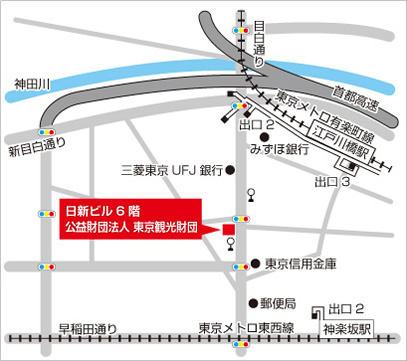 目白通り
神田川
首都高速
東京メトロ有楽町線
江戸川橋駅
出口2
新目白通り
みずほ銀行
三菱東京UFJ銀行
出口3
日新ビル6階
公益財団法人 東京観光財団
東京信用金庫
郵便局
出口2
早稲田通り
東京メトロ東西線
神楽坂駅